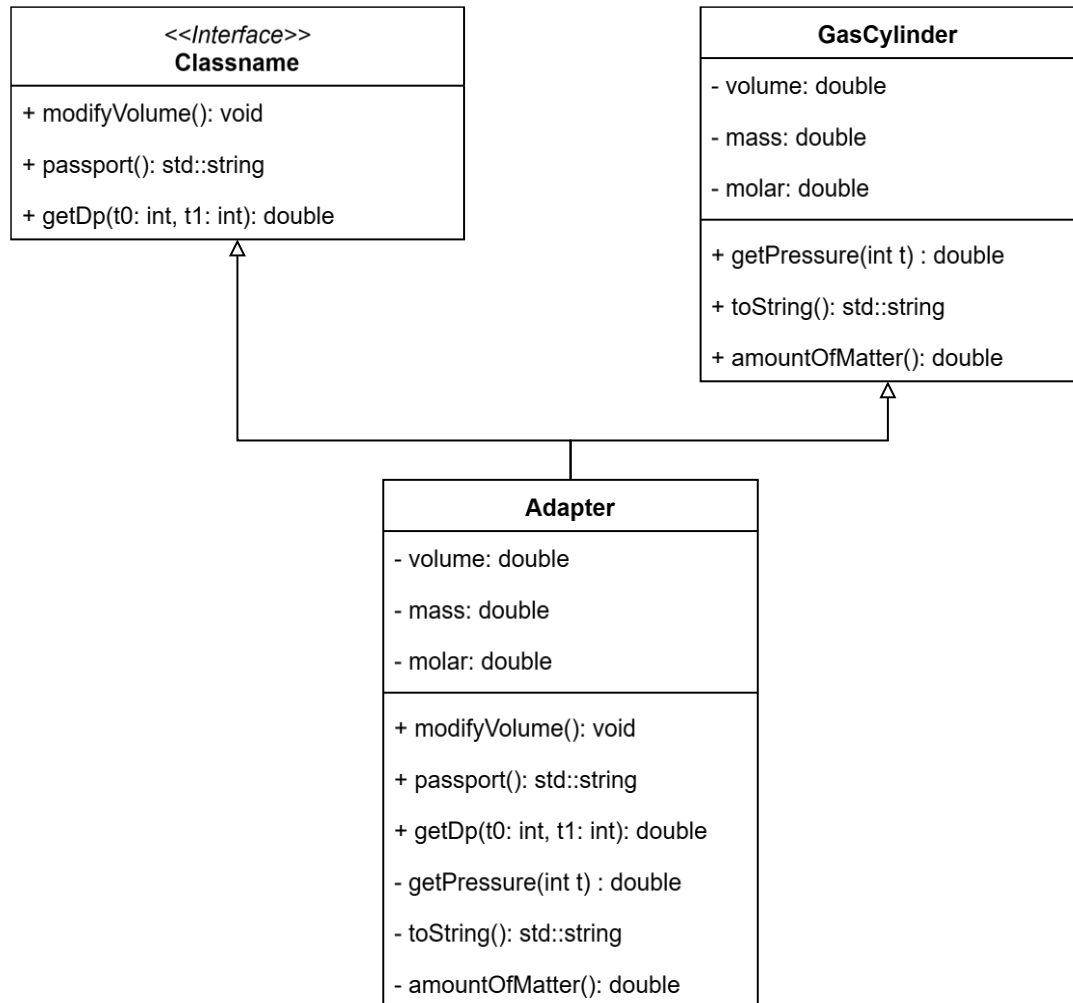 <<Interface>>
Classname
+ modifyVolume(): void
+ passport(): std::string
+ getDp(t0: int, t1: int): double
GasCylinder
- volume: double
- mass: double
- molar: double
+ getPressure(int t) : double
+ toString(): std::string
+ amountOfMatter(): double
Adapter
- volume: double
- mass: double
- molar: double
+ modifyVolume(): void
+ passport(): std::string
+ getDp(t0: int, t1: int): double
- getPressure(int t) : double
- toString(): std::string
- amountOfMatter(): double